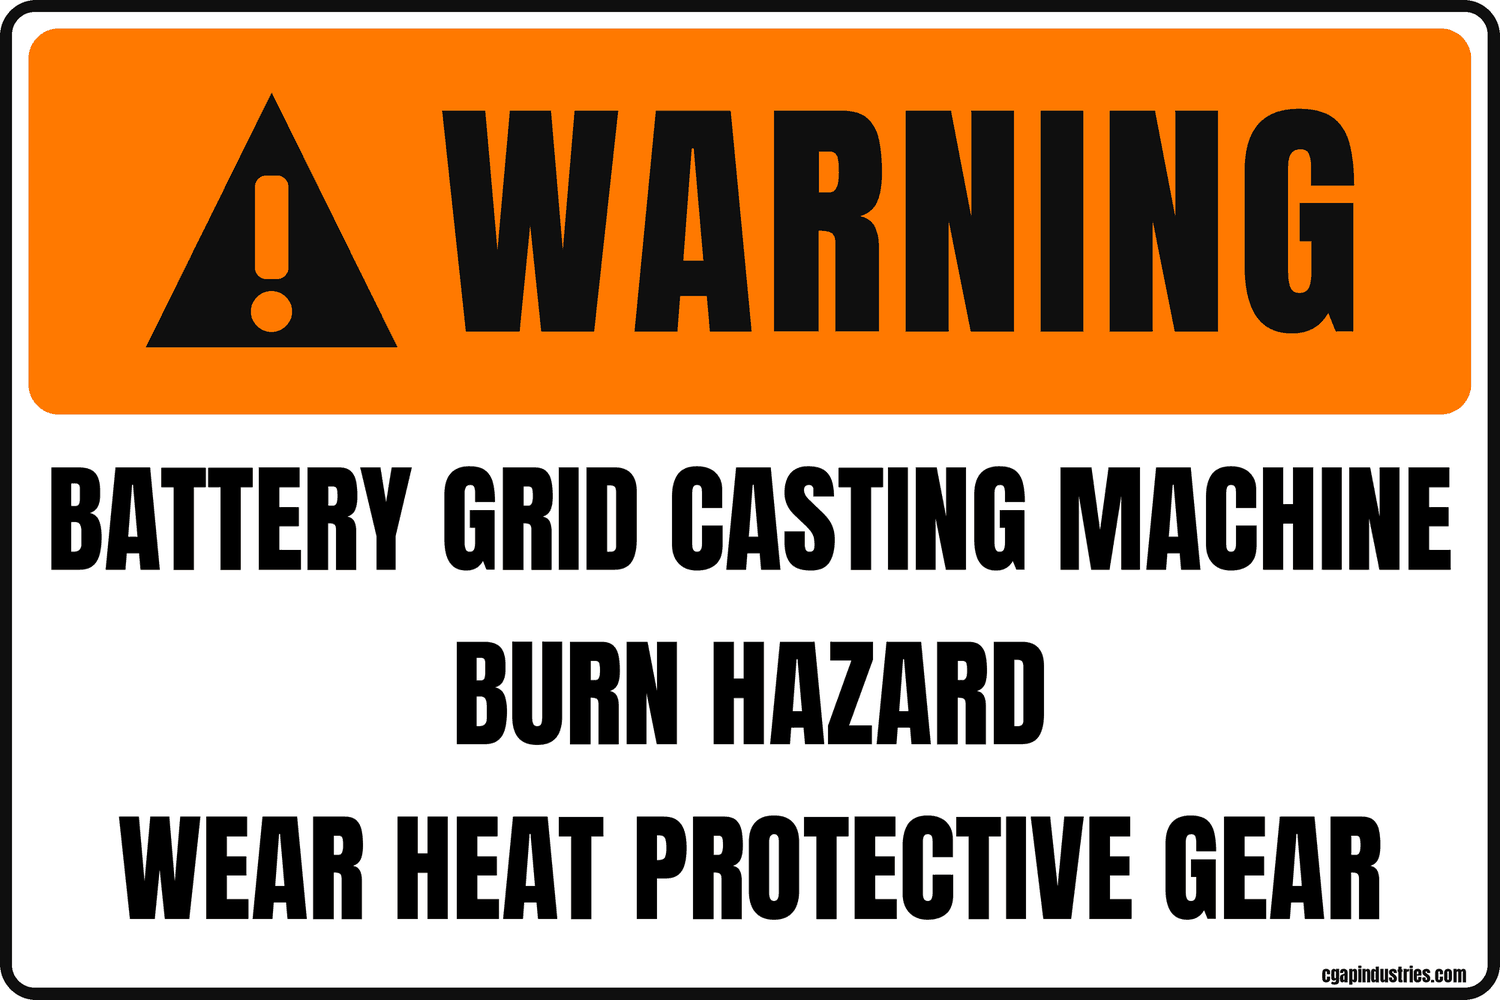 WARNING
BATTERY GRID CASTING MACHINE
BURN HAZARD
WEAR HEAT PROTECTIVE GEAR
cgapindustries.com